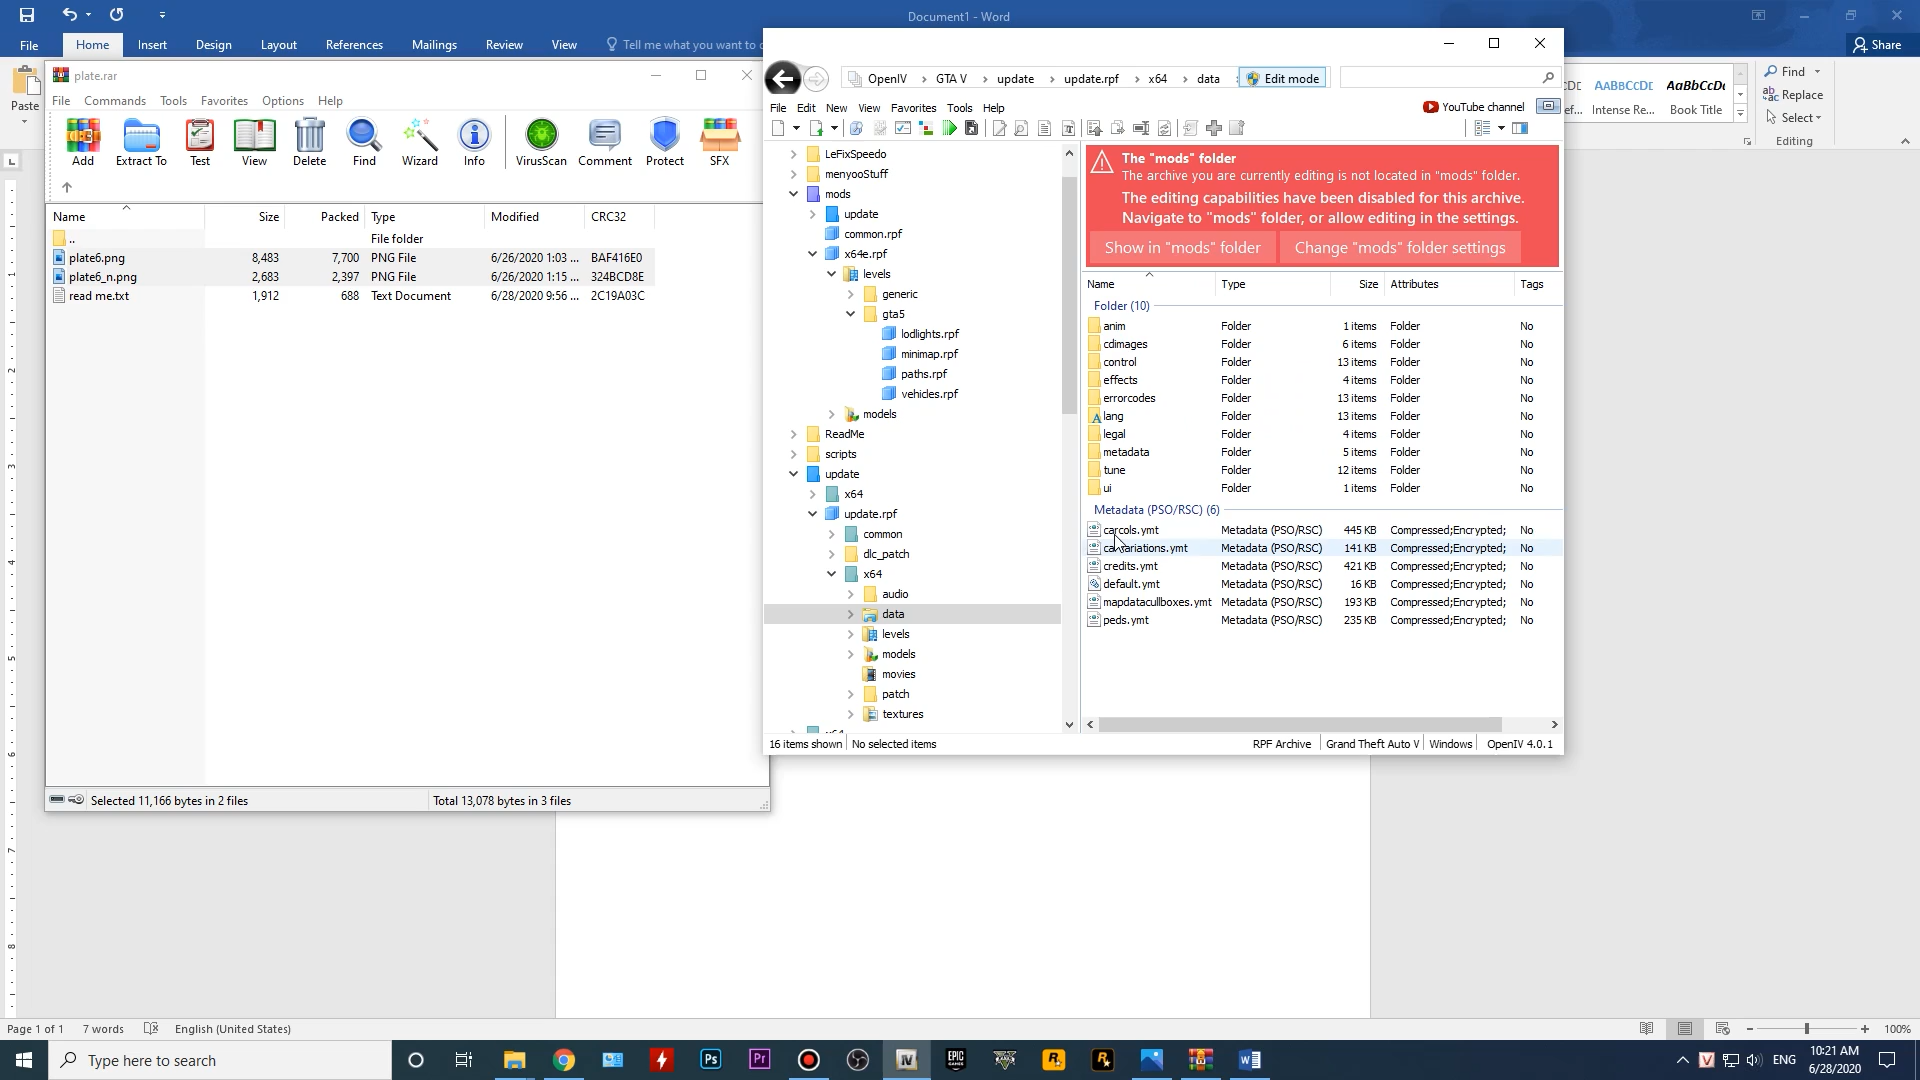 Document1 - Word
File
Home
Insert
Design
Layout
References
Mailings
Review
View
Tell me what you want to
Share
Paste
Find
Replace
Select
Editing
AABBCCDE
AaBbCcDı
ef...
Intense Re...
Book Title
plate.rar
File
Commands
Tools
Favorites
Options
Help
Add
Extract To
Test
View
Delete
Find
Wizard
Info
VirusScan
Comment
Protect
SFX
Name Size Packed Type Modified CRC32
.. File folder
plate6.png 8,483 7,700 PNG File 6/26/2020 1:03 ... BAF416E0
plate6_n.png 2,683 2,397 PNG File 6/26/2020 1:15 ... 324BCD8E
read me.txt 1,912 688 Text Document 6/28/2020 9:56 ... 2C19A03C
Selected 11,166 bytes in 2 files
Total 13,078 bytes in 3 files
OpenIV GTA V update update.rpf x64 data
Edit mode
File Edit New View Favorites Tools Help
YouTube channel
LeFixSpeedo
menyooStuff
mods
update
common.rpf
x64e.rpf
levels
generic
gta5
lodlights.rpf
minimap.rpf
paths.rpf
vehicles.rpf
models
ReadMe
scripts
update
x64
update.rpf
common
dlc_patch
x64
audio
data
levels
models
movies
patch
textures
The "mods" folder
The archive you are currently editing is not located in "mods" folder.
The editing capabilities have been disabled for this archive.
Navigate to "mods" folder, or allow editing in the settings.
Show in "mods" folder
Change "mods" folder settings
Name Type Size Attributes Tags
Folder (10)
anim Folder 1 items Folder No
cdimages Folder 6 items Folder No
control Folder 13 items Folder No
effects Folder 4 items Folder No
errorcodes Folder 13 items Folder No
lang Folder 13 items Folder No
legal Folder 4 items Folder No
metadata Folder 5 items Folder No
tune Folder 12 items Folder No
ui Folder 1 items Folder No
Metadata (PSO/RSC) (6)
carcols.ymt Metadata (PSO/RSC) 445 KB Compressed;Encrypted; No
Metadata (PSO/RSC) 141 KB Compressed;Encrypted; No
credits.ymt Metadata (PSO/RSC) 421 KB Compressed;Encrypted; No
default.ymt Metadata (PSO/RSC) 16 KB Compressed;Encrypted; No
mapdatacullboxes.ymt Metadata (PSO/RSC) 193 KB Compressed;Encrypted; No
peds.ymt Metadata (PSO/RSC) 235 KB Compressed;Encrypted; No
16 items shown
No selected items
RPF Archive
Grand Theft Auto V
Windows
OpenIV 4.0.1
Page 1 of 1
7 words
English (United States)
100%
Type here to search
ENG
10:21 AM
6/28/2020